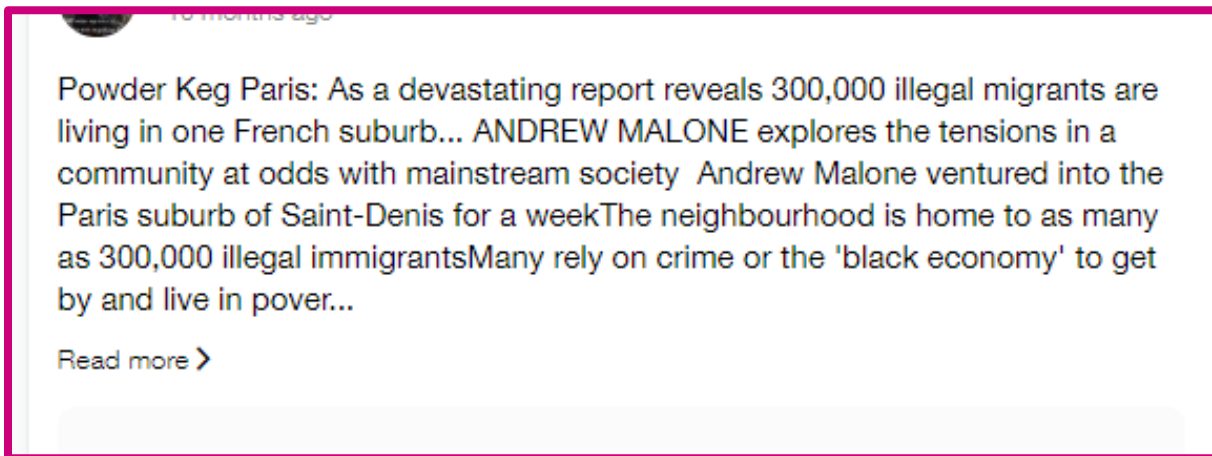 months ago
Powder Keg Paris: As a devastating report reveals 300,000 illegal migrants are
living in one French suburb... ANDREW MALONE explores the tensions in a
community at odds with mainstream society  Andrew Malone ventured into the
Paris suburb of Saint-Denis for a weekThe neighbourhood is home to as many
as 300,000 illegal immigrantsMany rely on crime or the 'black economy' to get
by and live in pover...
Read more